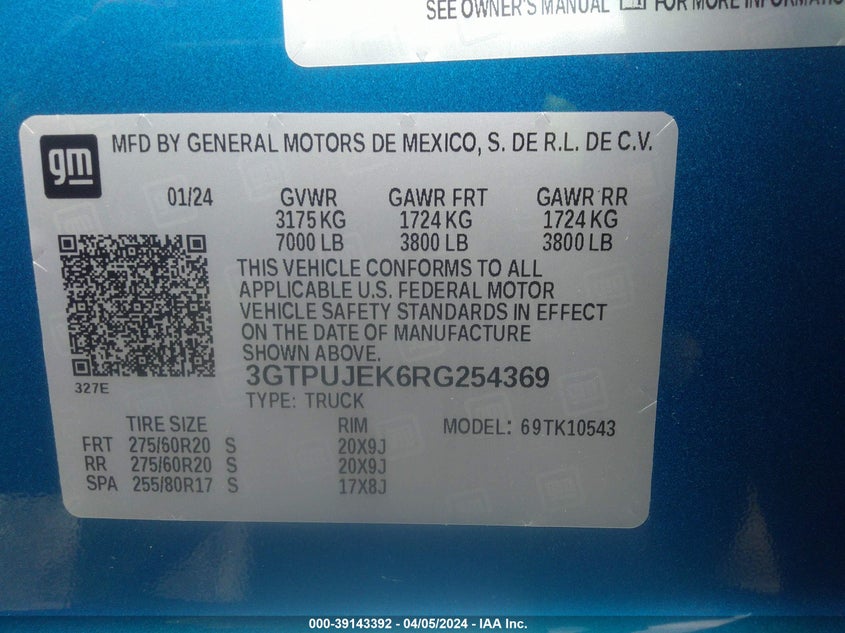 SEE OWNER'S MANUAL FOR MORE INFORMATIO
gm MFD BY GENERAL MOTORS DE MEXICO, S. DE R.L. DE C.V.
01/24 GVWR GAWR FRT GAWR RR
3175 KG 1724 KG 1724 KG
7000 LB 3800 LB 3800 LB
THIS VEHICLE CONFORMS TO ALL
APPLICABLE U.S. FEDERAL MOTOR
VEHICLE SAFETY STANDARDS IN EFFECT
ON THE DATE OF MANUFACTURE
SHOWN ABOVE.
327E
3GTPUJEK6RG254369
TYPE: TRUCK
TIRE SIZE RIM MODEL: 69TK10543
FRT 275/60R20 S 20X9J
RR 275/60R20 S 20X9J
SPA 255/80R17 S 17X8J
000-39143392 - 04/05/2024 - IAA Inc.